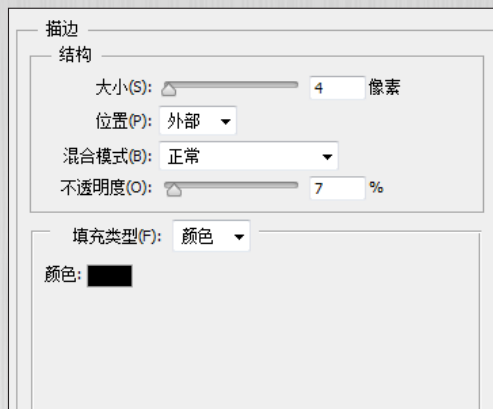 描边
结构
大小(S): 4 像素
位置(P): 外部
混合模式(B): 正常
不透明度(O): 7 %
填充类型(F): 颜色
颜色: